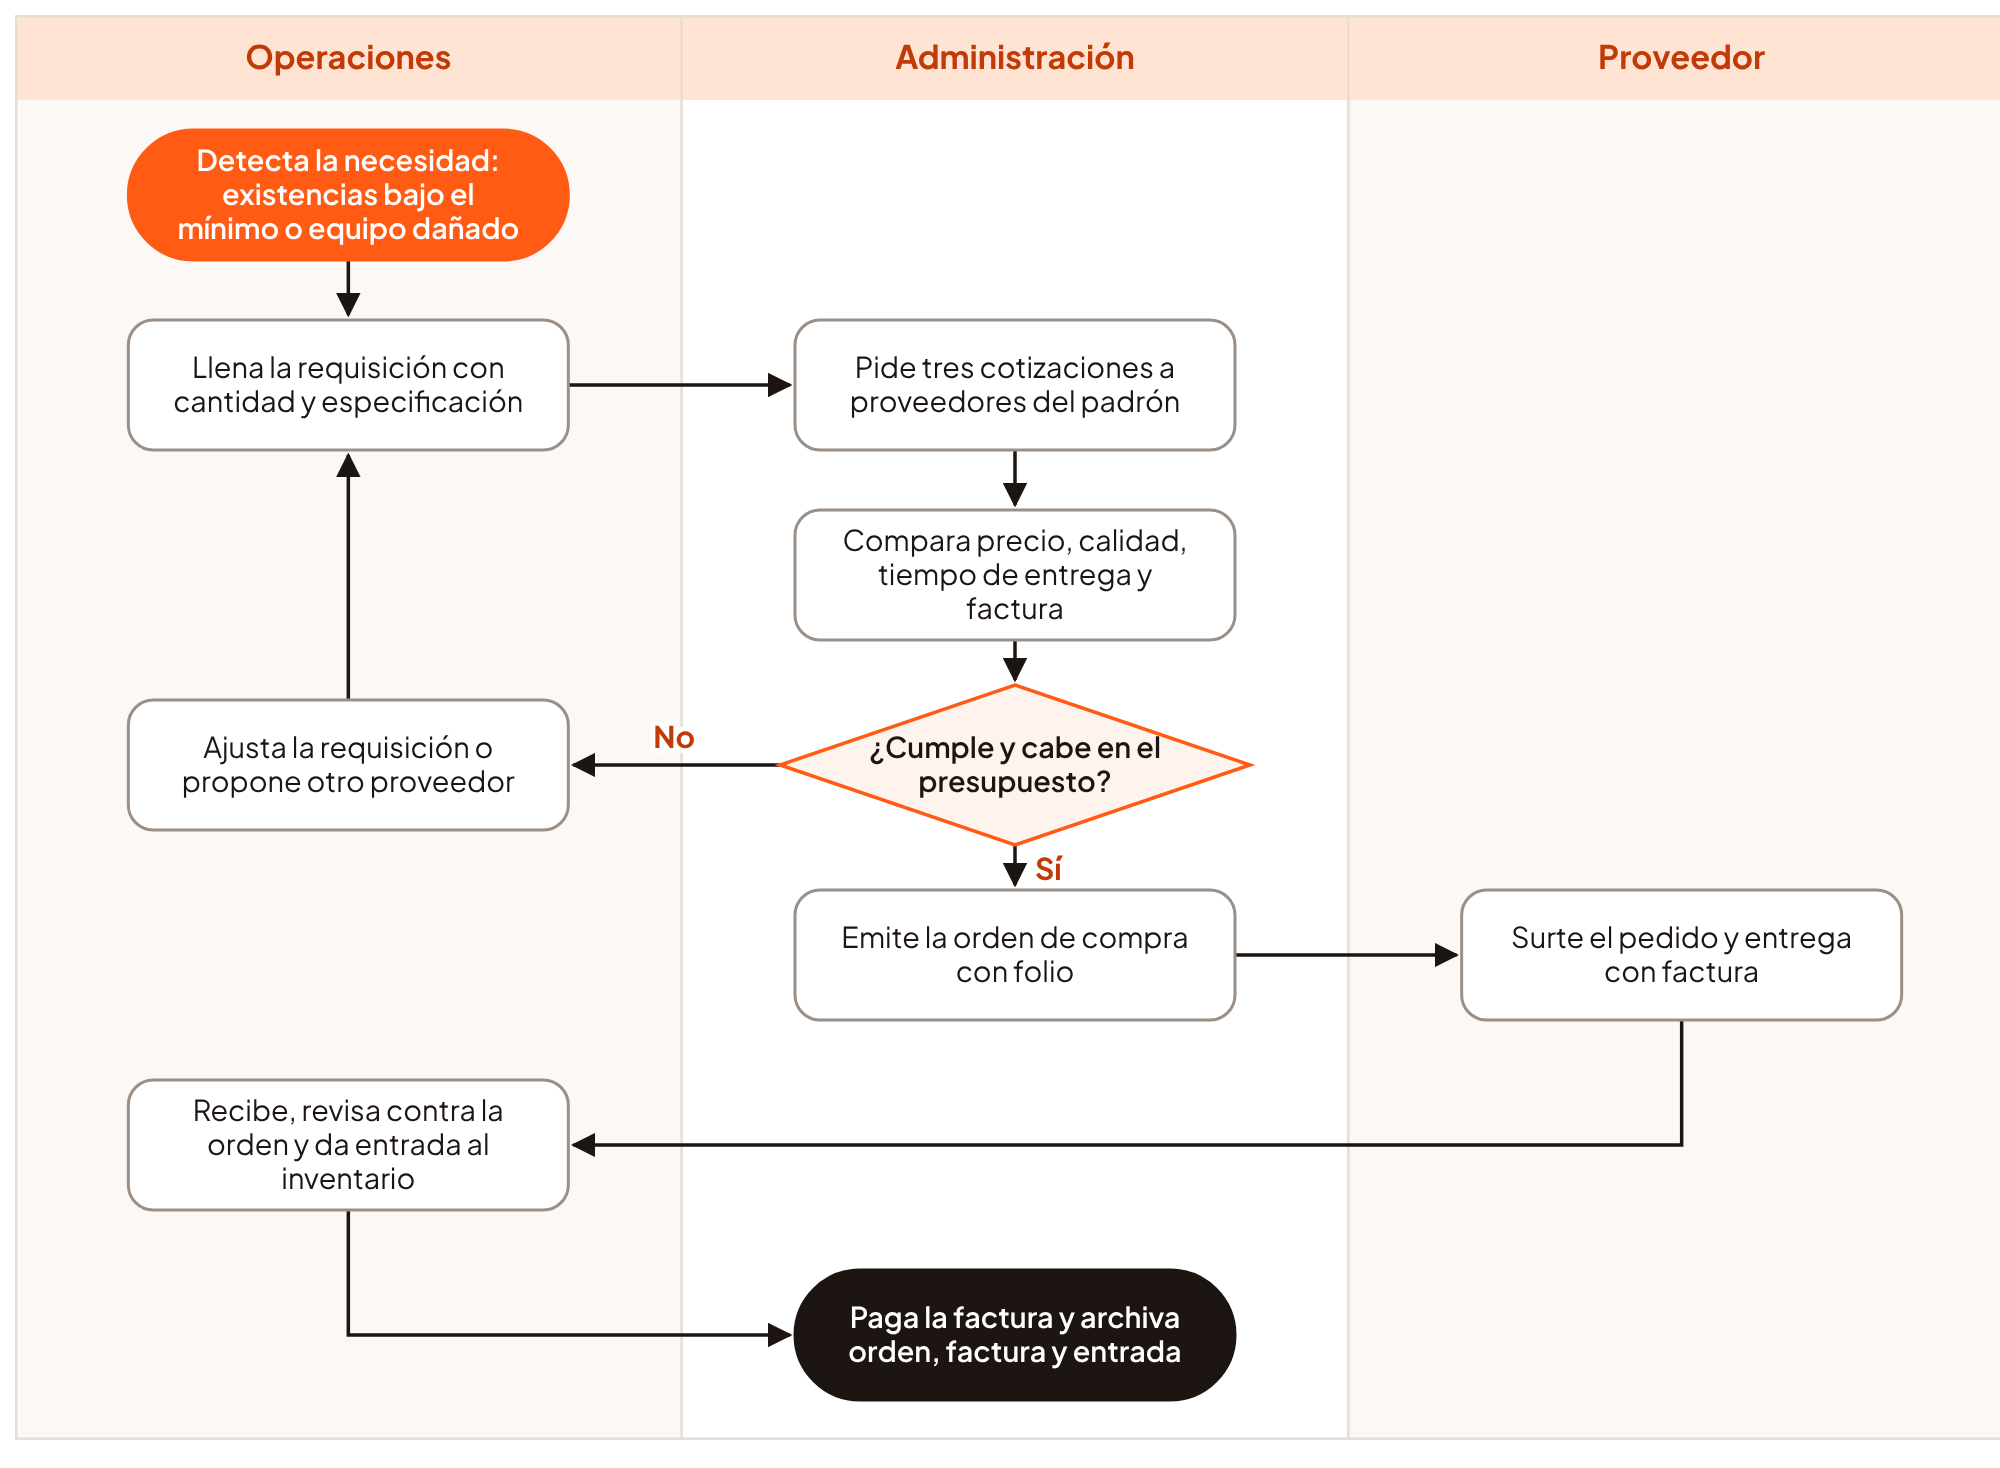 Operaciones
Administración
Proveedor
Detecta la necesidad:
existencias bajo el
mínimo o equipo dañado
Llena la requisición con
cantidad y especificación
Pide tres cotizaciones a
proveedores del padrón
Compara precio, calidad,
tiempo de entrega y
factura
Ajusta la requisición o
propone otro proveedor
No
¿Cumple y cabe en el
presupuesto?
Sí
Emite la orden de compra
con folio
Surte el pedido y entrega
con factura
Recibe, revisa contra la
orden y da entrada al
inventario
Paga la factura y archiva
orden, factura y entrada